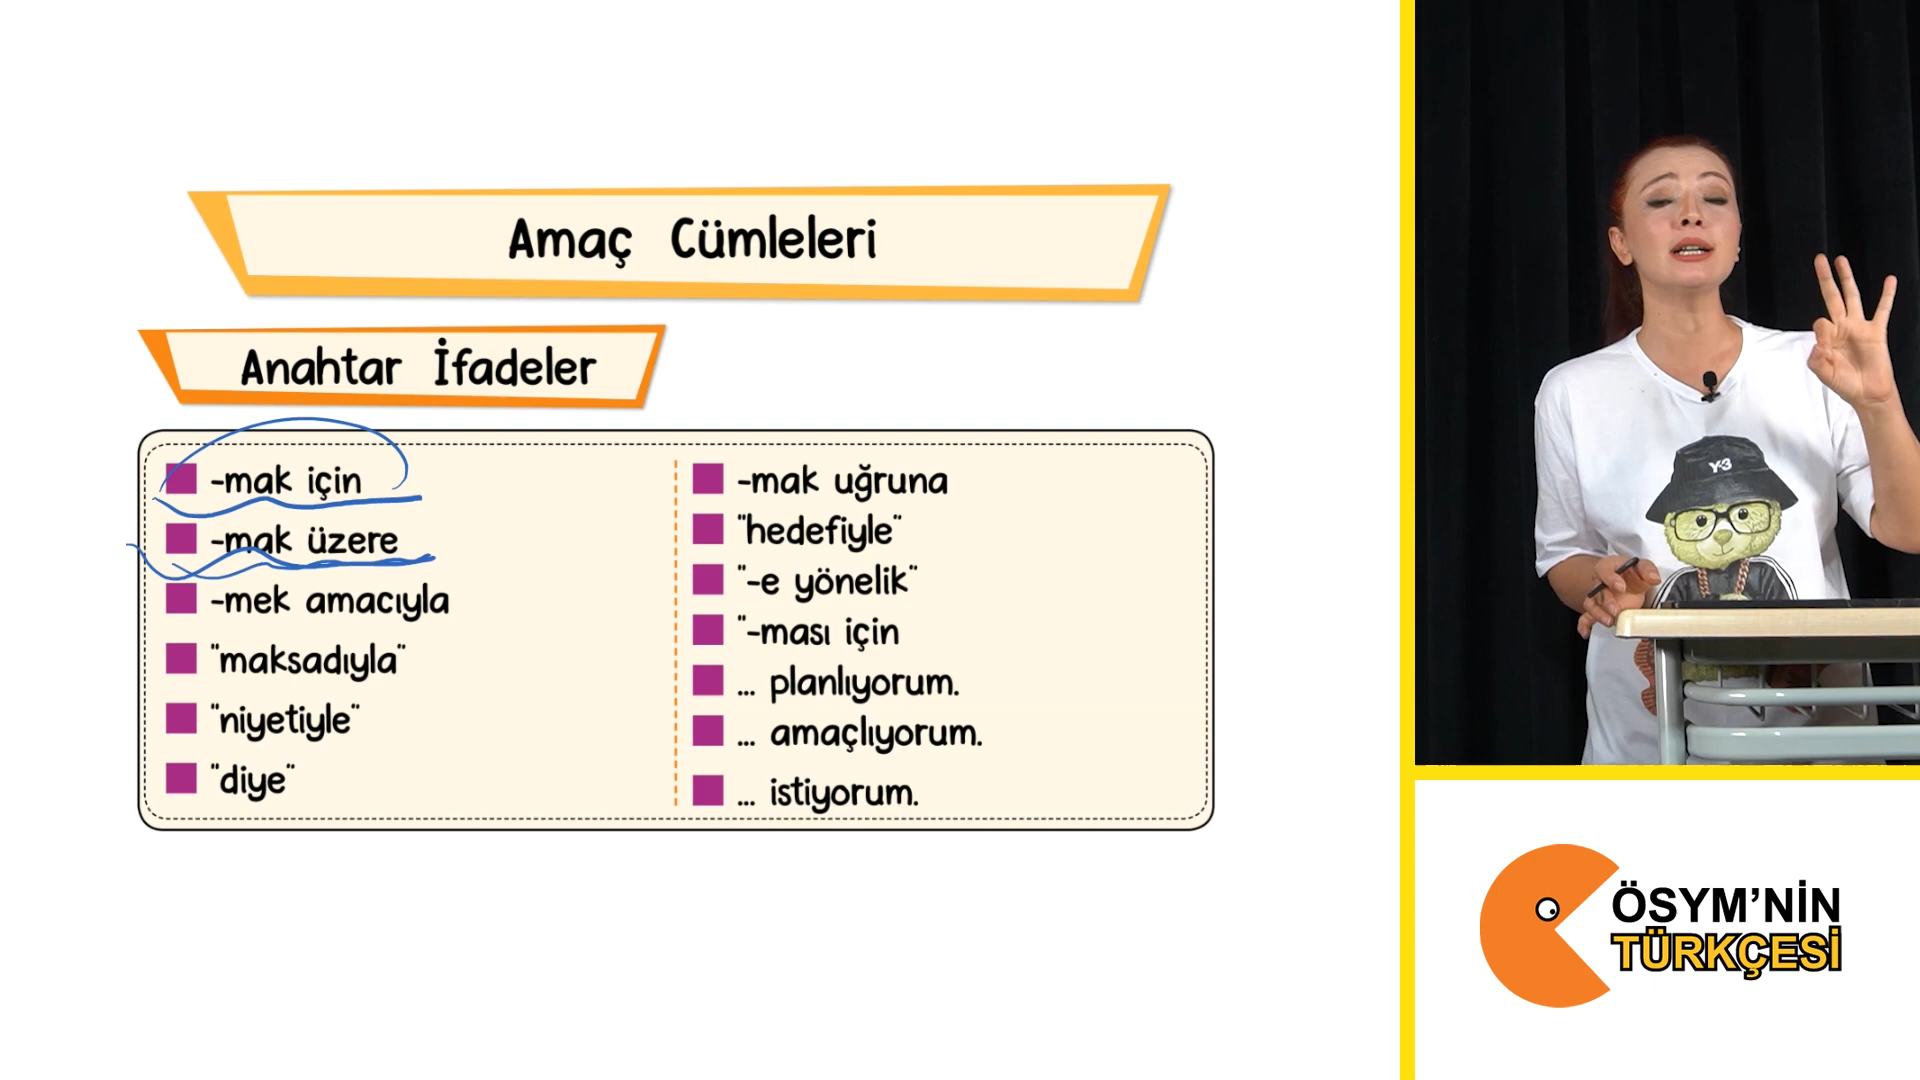 Amaç Cümleleri
Anahtar İfadeler
-mak için
-mak üzere
-mek amacıyla
"maksadıyla"
"niyetiyle"
"diye"
-mak uğruna
"hedefiyle"
"-e yönelik"
"-ması için
... planlıyorum.
... amaçlıyorum.
... istiyorum.
Y-3
ÖSYM'NİN
TÜRKÇESİ